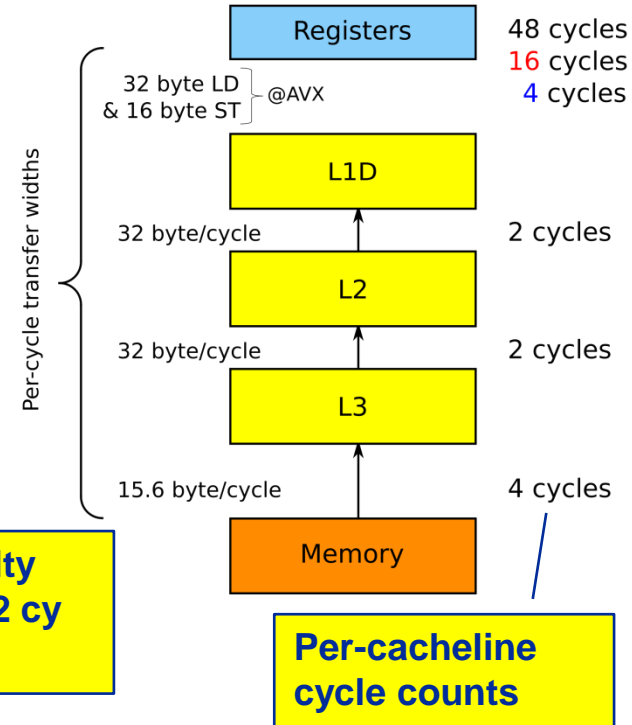 Registers
48 cycles
16 cycles
4 cycles
32 byte LD
& 16 byte ST
@AVX
L1D
Per-cycle transfer widths
32 byte/cycle
2 cycles
L2
32 byte/cycle
2 cycles
L3
15.6 byte/cycle
4 cycles
Memory
2 cy
Per-cacheline
cycle counts